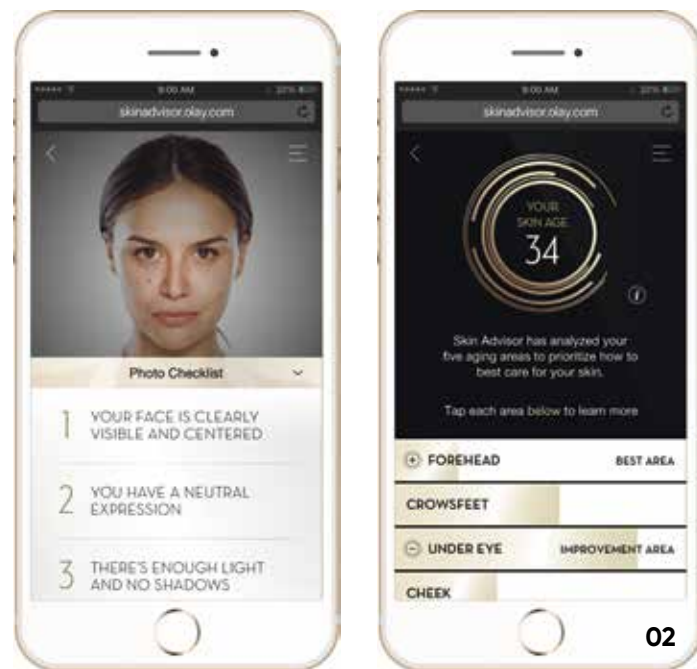 9:00 AM
skinadvisor.olay.com
Photo Checklist
1 YOUR FACE IS CLEARLY
VISIBLE AND CENTERED
2 YOU HAVE A NEUTRAL
EXPRESSION
3 THERE'S ENOUGH LIGHT
AND NO SHADOWS
9:00 AM
skinadvisor.olay.com
YOUR
SKIN AGE
34
Skin Advisor has analyzed your
five aging areas to prioritize how to
best care for your skin.
Tap each area below to learn more
FOREHEAD BEST AREA
CROWSFEET
UNDER EYE IMPROVEMENT AREA
CHEEK
02